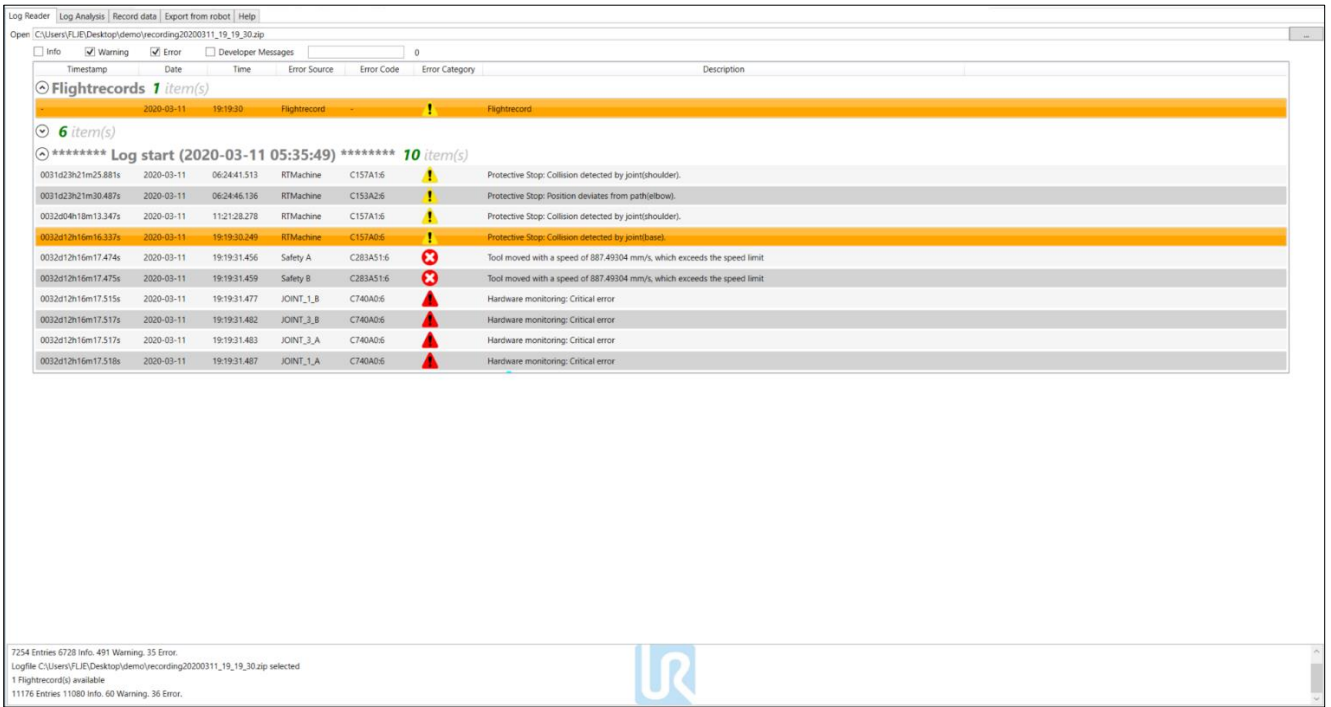 Log Reader Log Analysis Record data Export from robot Help
Open C:\Users\FLJE\Desktop\demo\recording20200311_19_19_30.zip ...
Info Warning Error Developer Messages 0
Timestamp Date Time Error Source Error Code Error Category Description
Flightrecords 1 item(s)
- 2020-03-11 19:19:30 Flightrecord - Flightrecord
6 item(s)
******** Log start (2020-03-11 05:35:49) ******** 10 item(s)
0031d23h21m25.881s 2020-03-11 06:24:41.513 RTMachine C157A1:6 Protective Stop: Collision detected by joint(shoulder).
0031d23h21m30.487s 2020-03-11 06:24:46.136 RTMachine C153A2:6 Protective Stop: Position deviates from path(elbow).
0032d04h18m13.347s 2020-03-11 11:21:28.278 RTMachine C157A1:6 Protective Stop: Collision detected by joint(shoulder).
0032d12h16m16.337s 2020-03-11 19:19:30.249 RTMachine C157A0:6 Protective Stop: Collision detected by joint(base).
0032d12h16m17.474s 2020-03-11 19:19:31.456 Safety A C283A51:6 Tool moved with a speed of 887.49304 mm/s, which exceeds the speed limit
0032d12h16m17.475s 2020-03-11 19:19:31.459 Safety B C283A51:6 Tool moved with a speed of 887.49304 mm/s, which exceeds the speed limit
0032d12h16m17.515s 2020-03-11 19:19:31.477 JOINT_1_B C740A0:6 Hardware monitoring: Critical error
0032d12h16m17.517s 2020-03-11 19:19:31.482 JOINT_3_B C740A0:6 Hardware monitoring: Critical error
0032d12h16m17.517s 2020-03-11 19:19:31.483 JOINT_3_A C740A0:6 Hardware monitoring: Critical error
0032d12h16m17.518s 2020-03-11 19:19:31.487 JOINT_1_A C740A0:6 Hardware monitoring: Critical error
7254 Entries 6728 Info. 491 Warning. 35 Error.
Logfile C:\Users\FLJE\Desktop\demo\recording20200311_19_19_30.zip selected
1 Flightrecord(s) available
11176 Entries 11080 Info. 60 Warning. 36 Error.
UR